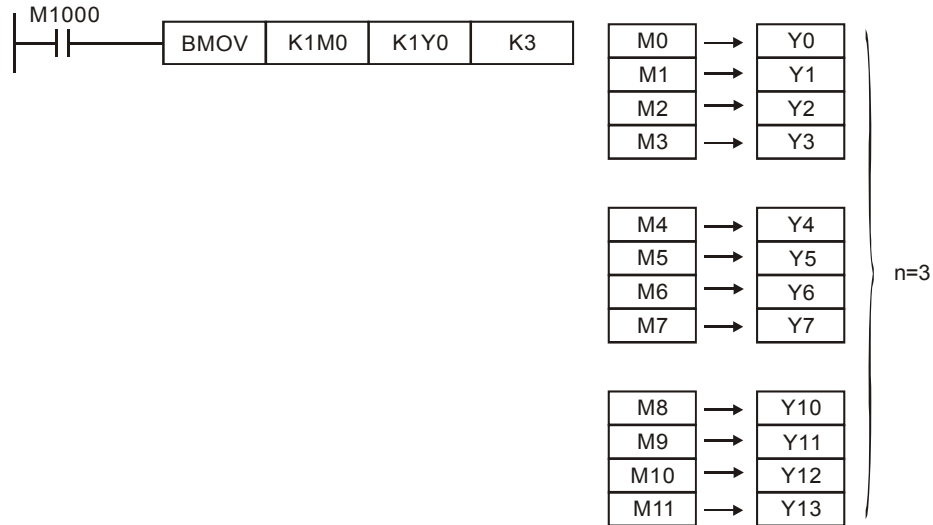 M1000
BMOV K1M0 K1Y0 K3
M0 Y0
M1 Y1
M2 Y2
M3 Y3
M4 Y4
M5 Y5
M6 Y6
M7 Y7
n=3
M8 Y10
M9 Y11
M10 Y12
M11 Y13